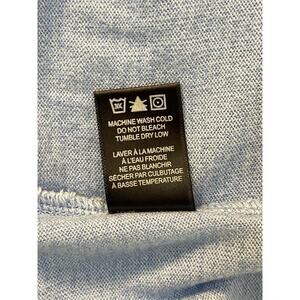 MACHINE WASH COLD
DO NOT BLEACH
TUMBLE DRY LOW
LAVER À LA MACHINE
À L'EAU FROIDE
NE PAS BLANCHIR
SÉCHER PAR CULBUTAGE
À BASSE TEMPÉRATURE